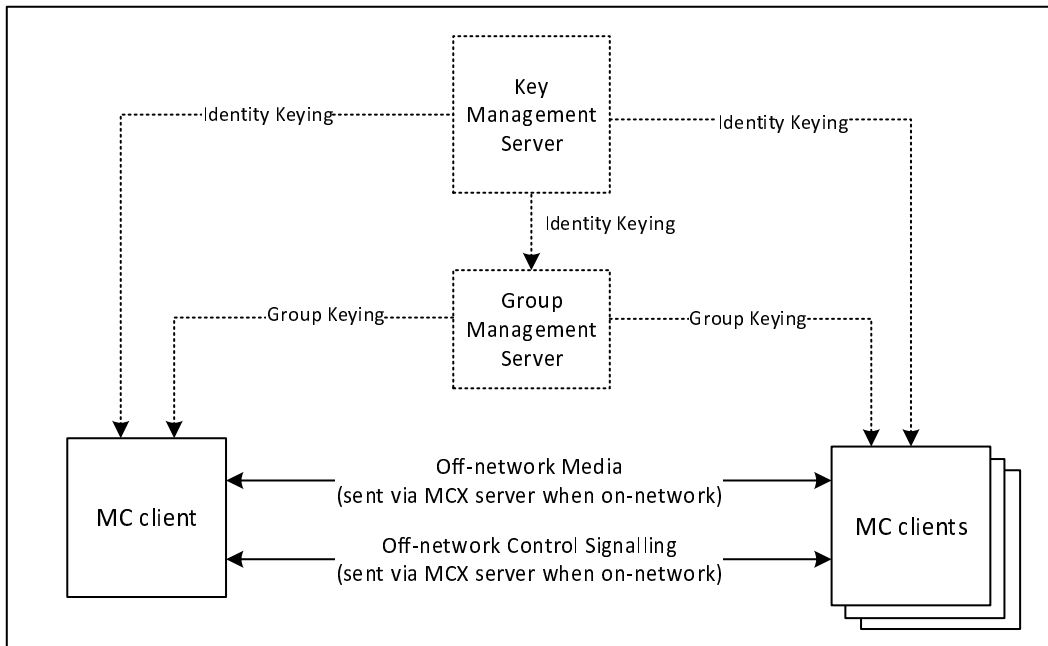 Key
Management
Server
Identity Keying
Identity Keying
Identity Keying
Group
Management
Server
Group Keying
Group Keying
MC client
Off-network Media
(sent via MCX server when on-network)
Off-network Control Signalling
(sent via MCX server when on-network)
MC clients